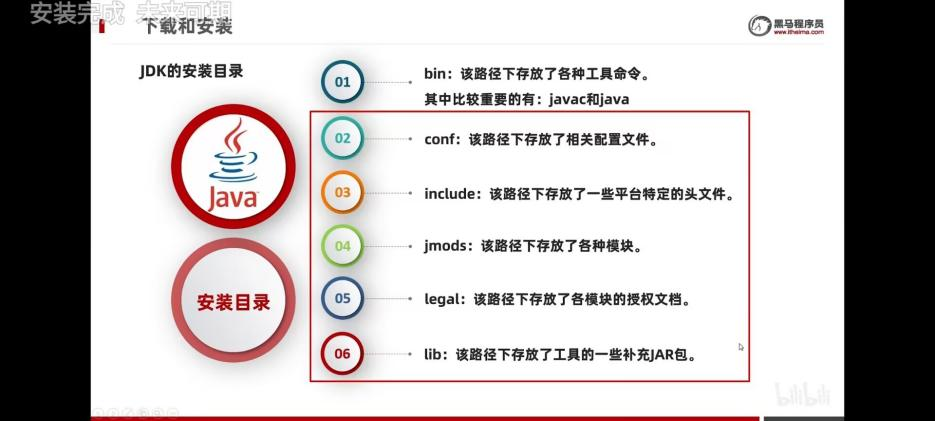 安装完成 未来可期
下载和安装
黑马程序员
www.itheima.com
JDK的安装目录
01
bin：该路径下存放了各种工具命令。
其中比较重要的有：javac和java
02
conf：该路径下存放了相关配置文件。
Java
03
include：该路径下存放了一些平台特定的头文件。
04
jmods：该路径下存放了各种模块。
安装目录
05
legal：该路径下存放了各模块的授权文档。
06
lib：该路径下存放了工具的一些补充JAR包。
bilibili